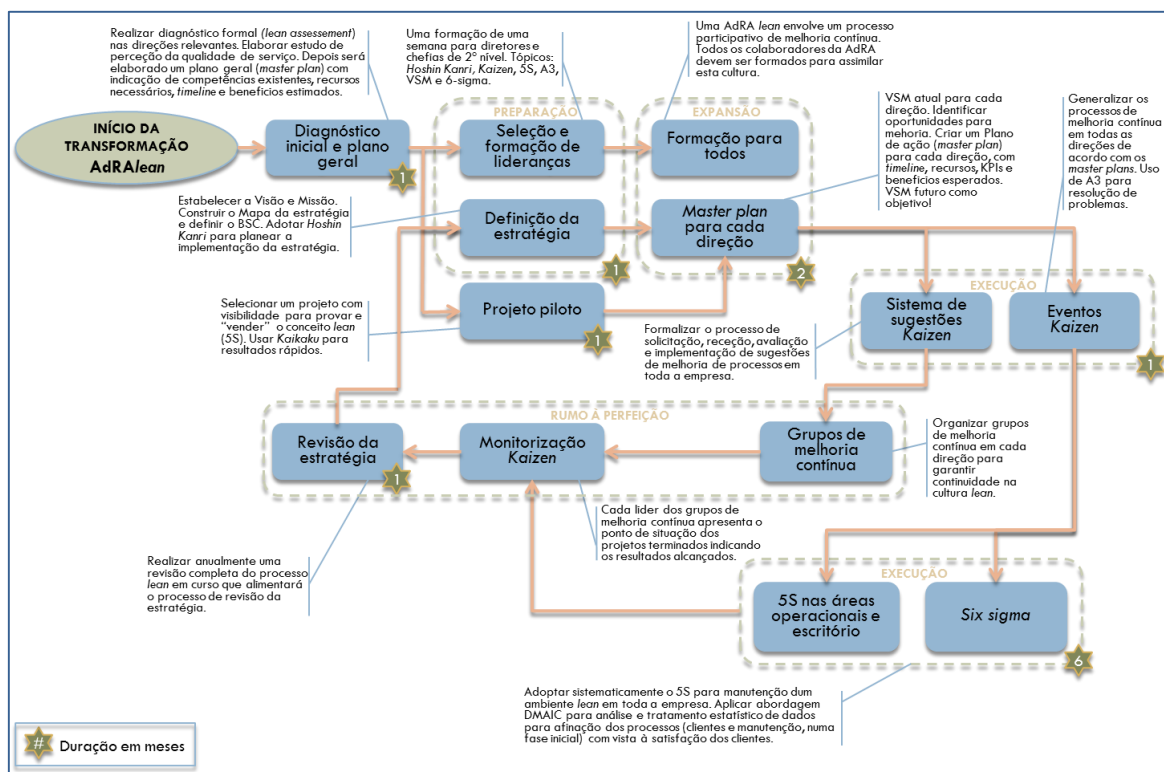 Realizar diagnóstico formal (lean assessment)
nas direções relevantes. Elaborar estudo de
perceção da qualidade de serviço. Depois será
elaborado um plano geral (master plan) com
indicação de competências existentes, recursos
necessários, timeline e benefícios estimados.
Uma formação de uma
semana para diretores e
chefias de 2º nível. Tópicos:
Hoshin Kanri, Kaizen, 5S, A3,
VSM e 6-sigma.
Uma AdRA lean envolve um processo
participativo de melhoria contínua.
Todos os colaboradores da AdRA
devem ser formados para assimilar
esta cultura.
VSM atual para cada
direção. Identificar
oportunidades para
mehoria. Criar um Plano
de ação (master plan)
para cada direção, com
timeline, recursos, KPIs e
benefícios esperados.
VSM futuro como
objetivo!
Generalizar os
processos de
melhoria contínua
em todas as
direções de
acordo com os
master plans. Uso
de A3 para
resolução de
problemas.
INÍCIO DA
TRANSFORMAÇÃO
AdRAlean
Diagnóstico
inicial e plano
geral
1
PREPARAÇÃO
Seleção e
formação de
lideranças
EXPANSÃO
Formação para
todos
Estabelecer a Visão e Missão.
Construir o Mapa da estratégia
e definir o BSC. Adotar Hoshin
Kanri para planear a
implementação da estratégia.
Definição da
estratégia
1
Master plan
para cada
direção
2
Selecionar um projeto com
visibilidade para provar e
"vender" o conceito lean
(5S). Usar Kaikaku para
resultados rápidos.
Projeto piloto
1
EXECUÇÃO
Sistema de
sugestões
Kaizen
Eventos
Kaizen
1
Formalizar o processo de
solicitação, receção, avaliação
e implementação de sugestões
de melhoria de processos em
toda a empresa.
RUMO À PERFEIÇÃO
Revisão da
estratégia
1
Monitorização
Kaizen
Grupos de
melhoria
contínua
Organizar grupos
de melhoria
contínua em cada
direção para
garantir
continuidade na
cultura lean.
Cada lider dos grupos de
melhoria contínua apresenta o
ponto de situação dos
projetos terminados indicando
os resultados alcançados.
Realizar anualmente uma
revisão completa do processo
lean em curso que alimentará
o processo de revisão da
estratégia.
EXECUÇÃO
5S nas áreas
operacionais e
escritório
Six sigma
6
Adoptar sistematicamente o 5S para manutenção dum
ambiente lean em toda a empresa. Aplicar abordagem
DMAIC para análise e tratamento estatístico de dados
para afinação dos processos (clientes e manutenção, numa
fase inicial) com vista à satisfação dos clientes.
# Duração em meses